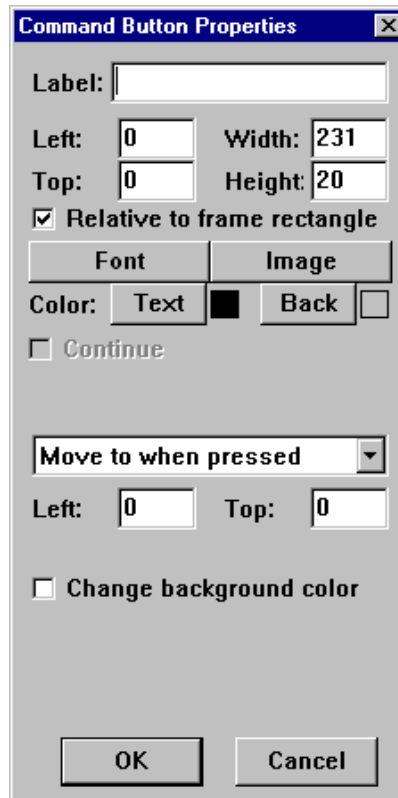 Command Button Properties
Label:
Left: 0 Width: 231
Top: 0 Height: 20
Relative to frame rectangle
Font Image
Color: Text Back
Continue
Move to when pressed
Left: 0 Top: 0
Change background color
OK Cancel